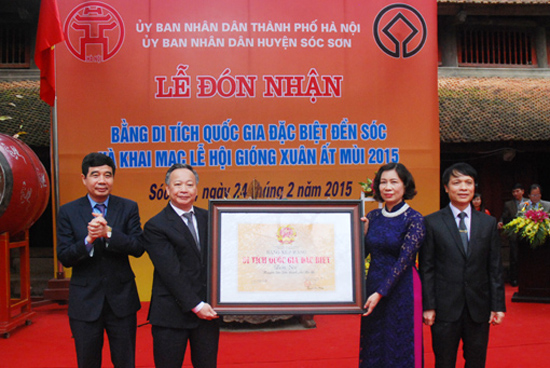 ỦY BAN NHÂN DÂN THÀNH PHỐ HÀ NỘI
ỦY BAN NHÂN DÂN HUYỆN SÓC SƠN
LỄ ĐÓN NHẬN
BẰNG DI TÍCH QUỐC GIA ĐẶC BIỆT ĐỀN SÓC
VÀ KHAI MẠC LỄ HỘI GIÓNG XUÂN ẤT MÙI 2015
Sóc ngày 24 tháng 2 năm 2015
DI TÍCH QUỐC GIA ĐẶC BIỆT